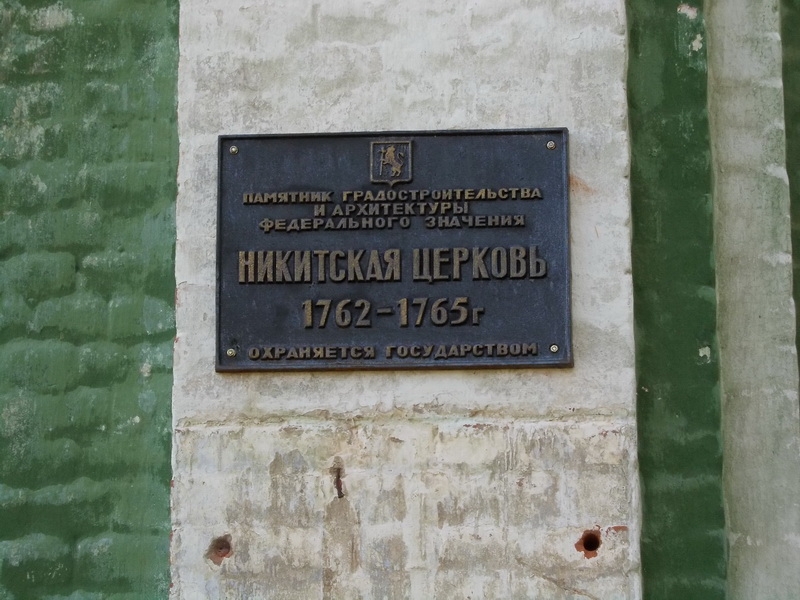 ПАМЯТНИК ГРАДОСТРОИТЕЛЬСТВА
И АРХИТЕКТУРЫ
ФЕДЕРАЛЬНОГО ЗНАЧЕНИЯ
НИКИТСКАЯ ЦЕРКОВЬ
1762-1765г
ОХРАНЯЕТСЯ ГОСУДАРСТВОМ